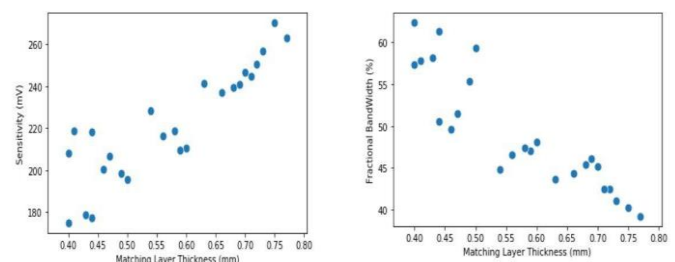 Sensitivity (mV)
260
240
220
200
180
0.40 0.45 0.50 0.55 0.60 0.65 0.70 0.75 0.80
Matching Layer Thickness (mm)
Fractional BandWidth (%)
60
55
50
45
40
0.40 0.45 0.50 0.55 0.60 0.65 0.70 0.75 0.80
Matching Layer Thickness (mm)